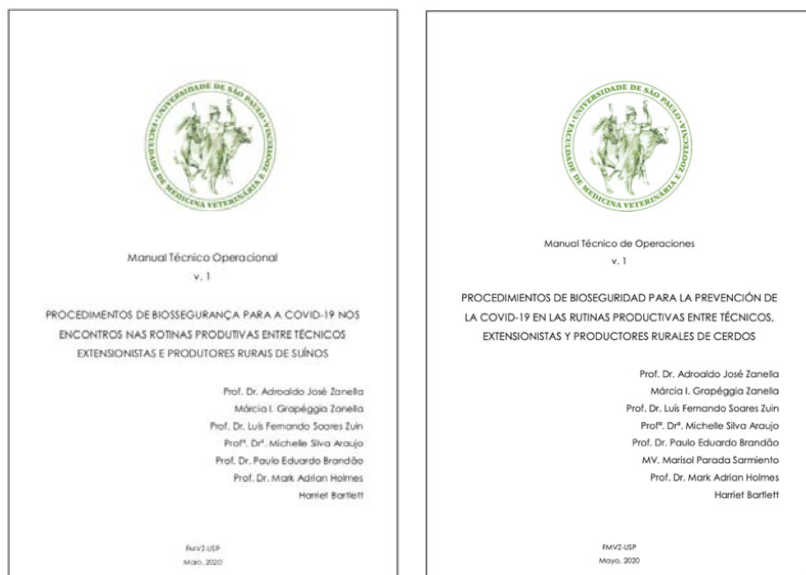 UNIVERSIDADE DE SÃO PAULO
FACULDADE DE MEDICINA VETERINÁRIA E ZOOTECNIA
Manual Técnico Operacional
v. 1
PROCEDIMENTOS DE BIOSSEGURANÇA PARA A COVID-19 NOS
ENCONTROS NAS ROTINAS PRODUTIVAS ENTRE TÉCNICOS
EXTENSIONISTAS E PRODUTORES RURAIS DE SUÍNOS
Prof. Dr. Adroaldo José Zanella
Márcia I. Grapéggia Zanella
Prof. Dr. Luís Fernando Soares Zuin
Profª. Drª. Michelle Silva Araujo
Prof. Dr. Paulo Eduardo Brandão
Prof. Dr. Mark Adrian Holmes
Harriet Bartlett
FMVZ-USP
Maio, 2020
UNIVERSIDADE DE SÃO PAULO
FACULDADE DE MEDICINA VETERINÁRIA E ZOOTECNIA
Manual Técnico de Operaciones
v. 1
PROCEDIMIENTOS DE BIOSEGURIDAD PARA LA PREVENCIÓN DE
LA COVID-19 EN LAS RUTINAS PRODUCTIVAS ENTRE TÉCNICOS,
EXTENSIONISTAS Y PRODUCTORES RURALES DE CERDOS
Prof. Dr. Adroaldo José Zanella
Márcia I. Grapéggia Zanella
Prof. Dr. Luis Fernando Soares Zuin
Profª. Drª. Michelle Silva Araujo
Prof. Dr. Paulo Eduardo Brandão
MV. Marisol Parada Sarmiento
Prof. Dr. Mark Adrian Holmes
Harriet Bartlett
FMVZ-USP
Mayo, 2020